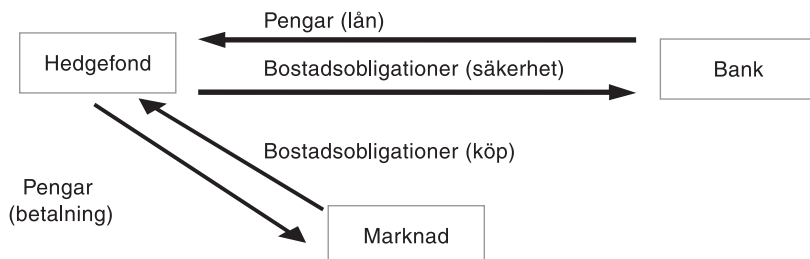 Pengar (lån)
Hedgefond
Bank
Bostadsobligationer (säkerhet)
Bostadsobligationer (köp)
Pengar
(betalning)
Marknad